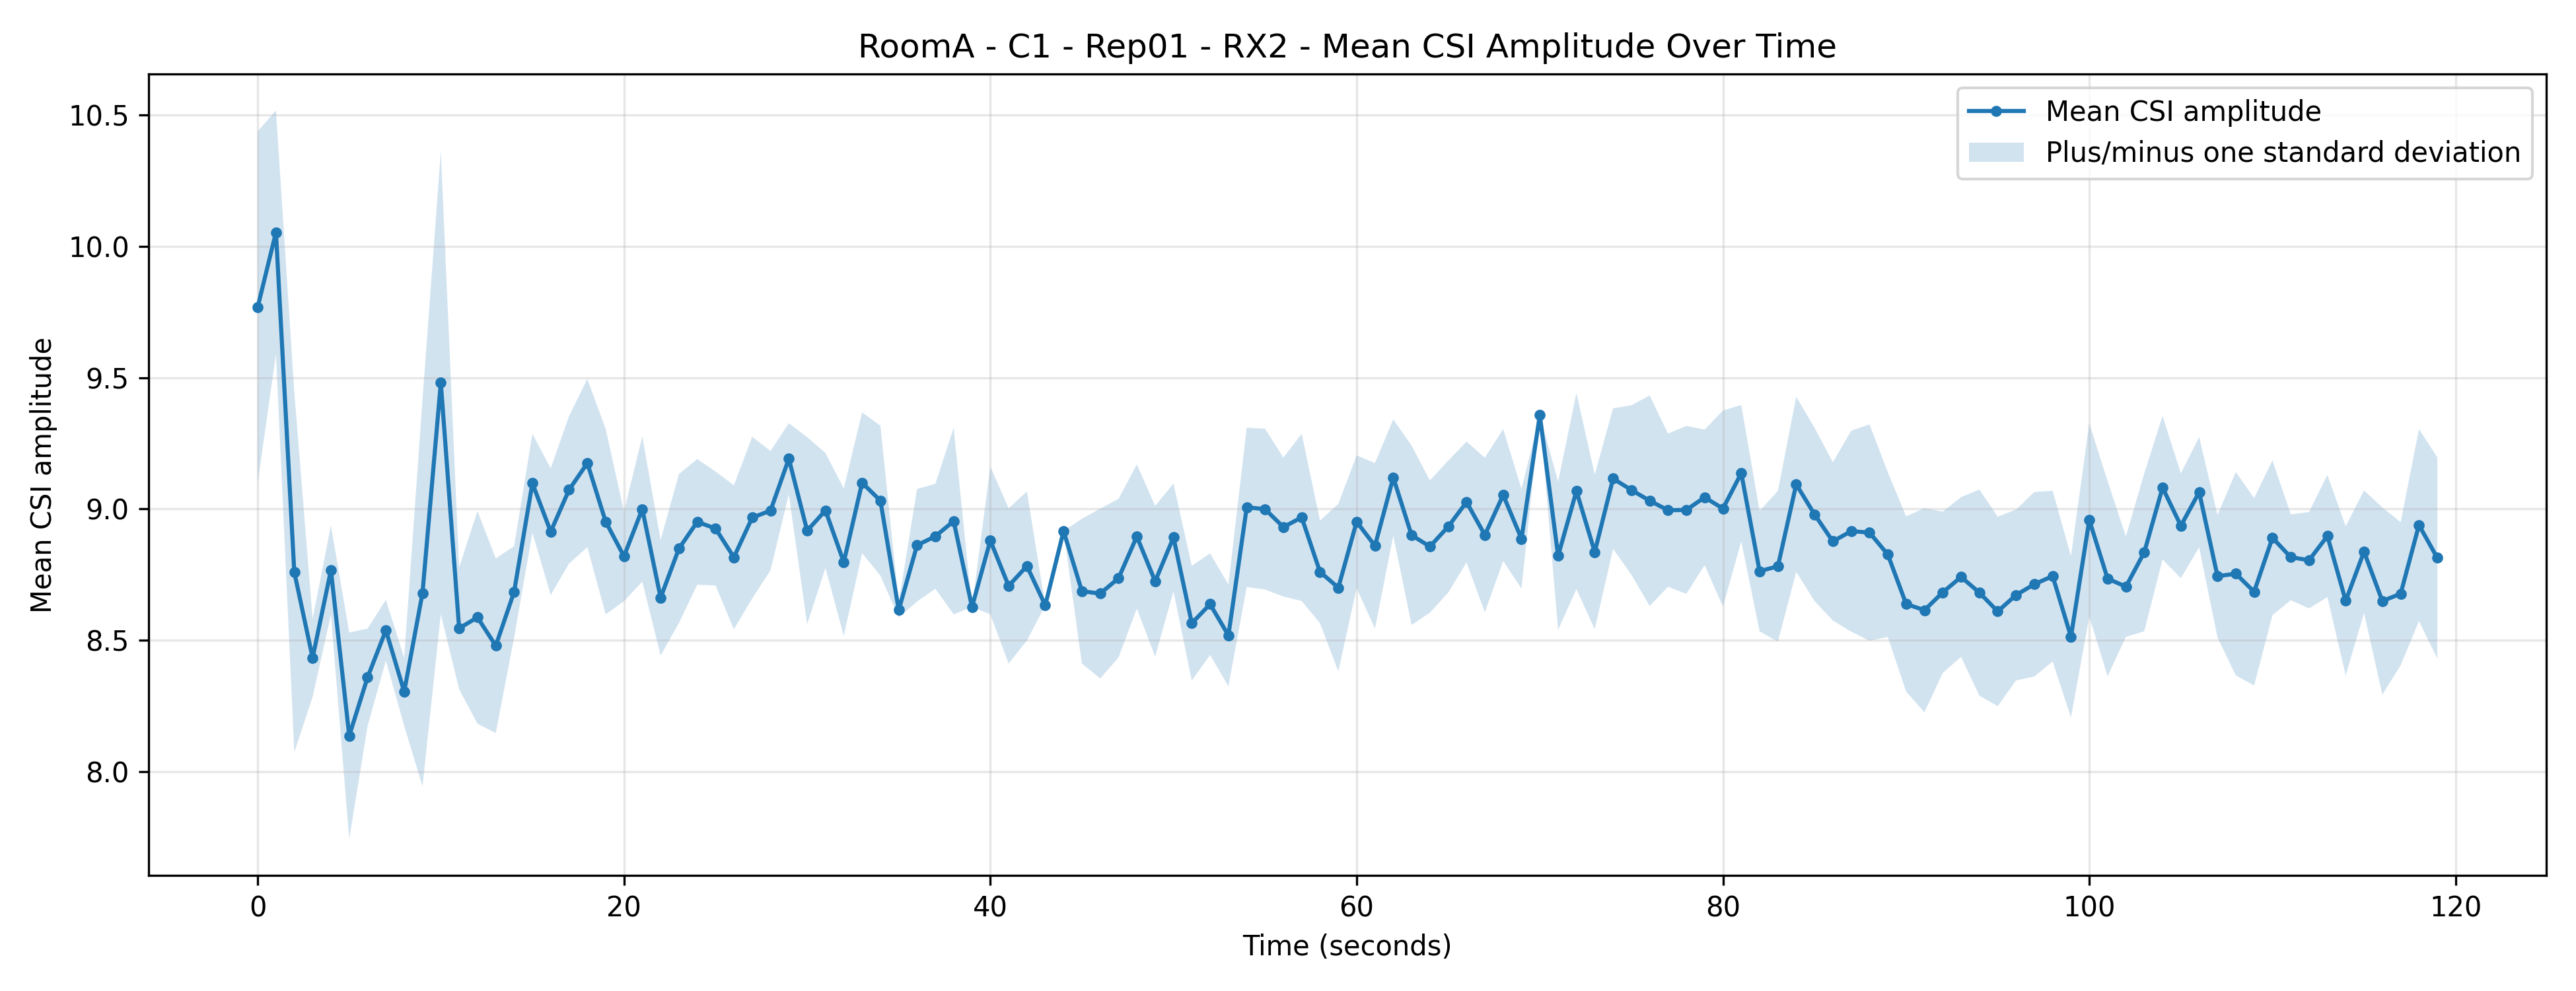 RoomA - C1 - Rep01 - RX2 - Mean CSI Amplitude Over Time
Mean CSI amplitude
Plus/minus one standard deviation
10.5
10.0
9.5
9.0
8.5
8.0
Mean CSI amplitude
0 20 40 60 80 100 120
Time (seconds)